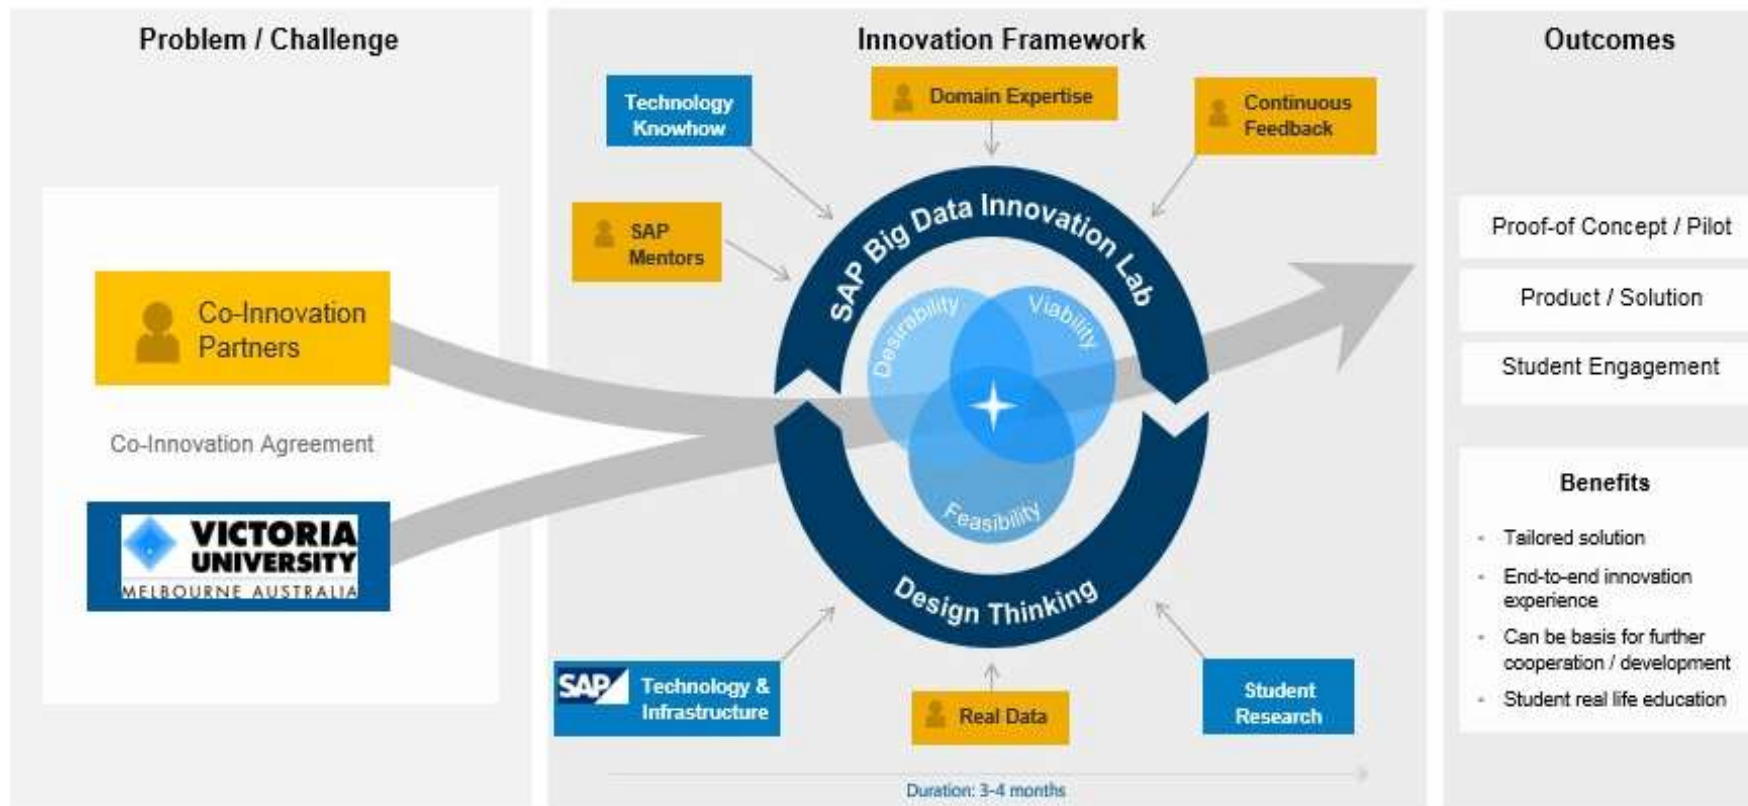 Problem / Challenge
Co-Innovation
Partners
Co-Innovation Agreement
VICTORIA
UNIVERSITY
MELBOURNE AUSTRALIA
Innovation Framework
Technology
Knowhow
Domain Expertise
Continuous
Feedback
SAP
Mentors
SAP Big Data Innovation Lab
Desirability
Viability
Feasibility
Design Thinking
SAP
Technology &
Infrastructure
Real Data
Student
Research
Duration: 3-4 months
Outcomes
Proof-of Concept / Pilot
Product / Solution
Student Engagement
Benefits
- Tailored solution
- End-to-end innovation
experience
- Can be basis for further
cooperation / development
- Student real life education